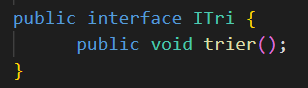 public interface ITri {
public void trier();
}